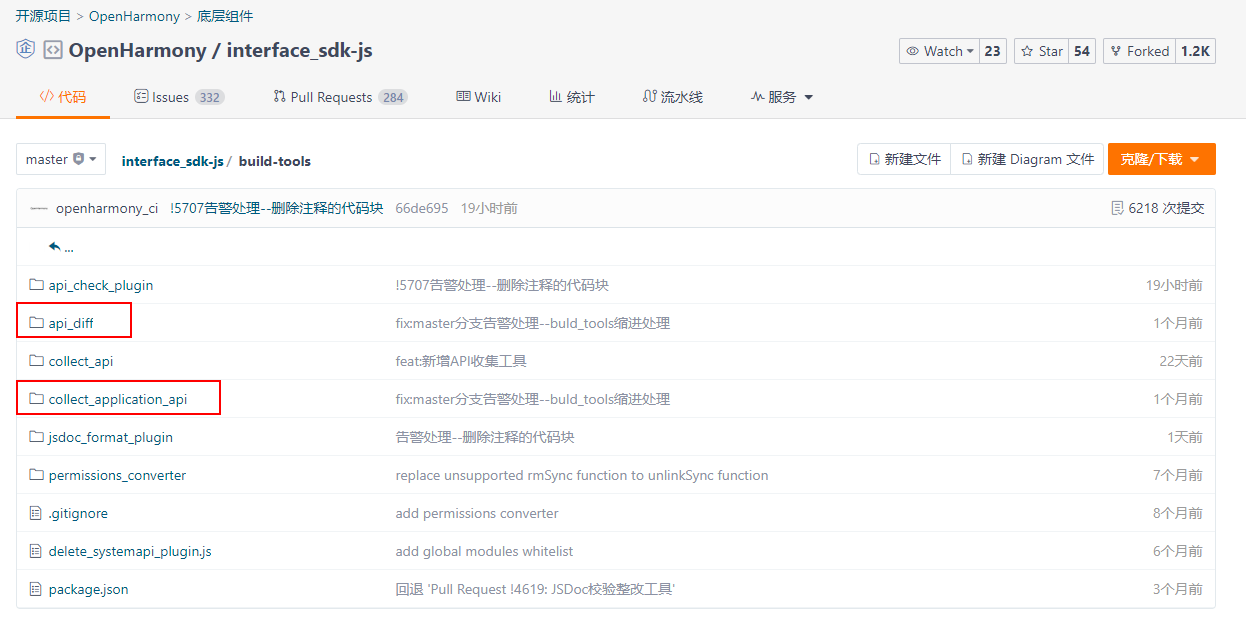 开源项目 > OpenHarmony > 底层组件
OpenHarmony / interface_sdk-js
Watch 23 Star 54 Forked 1.2K
代码 Issues 332 Pull Requests 284 Wiki 统计 流水线 服务
master interface_sdk-js / build-tools 新建文件 新建 Diagram 文件 克隆/下载
openharmony_ci !5707告警处理--删除注释的代码块 66de695 19小时前 6218 次提交
...
api_check_plugin !5707告警处理--删除注释的代码块 19小时前
api_diff fix:master分支告警处理--buld_tools缩进处理 1个月前
collect_api feat:新增API收集工具 22天前
collect_application_api fix:master分支告警处理--buld_tools缩进处理 1个月前
jsdoc_format_plugin 告警处理--删除注释的代码块 1天前
permissions_converter replace unsupported rmSync function to unlinkSync function 7个月前
.gitignore add permissions converter 8个月前
delete_systemapi_plugin.js add global modules whitelist 6个月前
package.json 回退 'Pull Request !4619: JSDoc校验整改工具' 3个月前